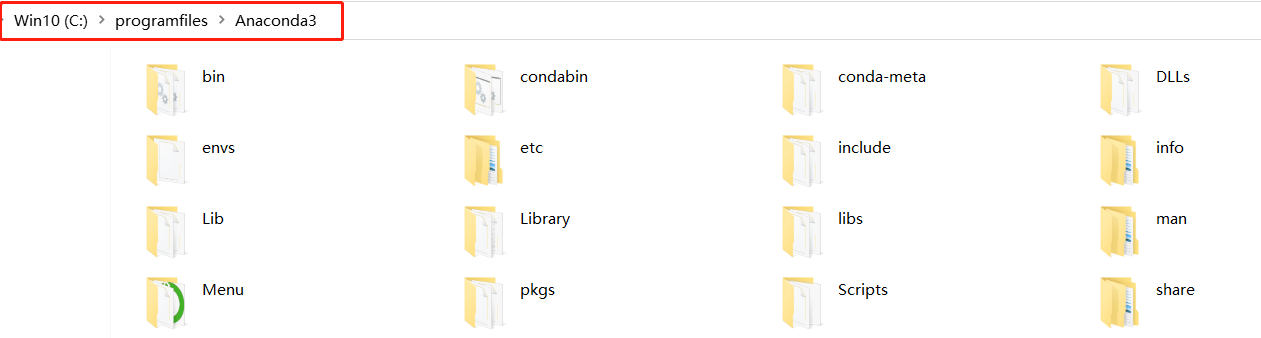 Win10 (C:) > programfiles > Anaconda3
bin condabin conda-meta DLLs
envs etc include info
Lib Library libs man
Menu pkgs Scripts share